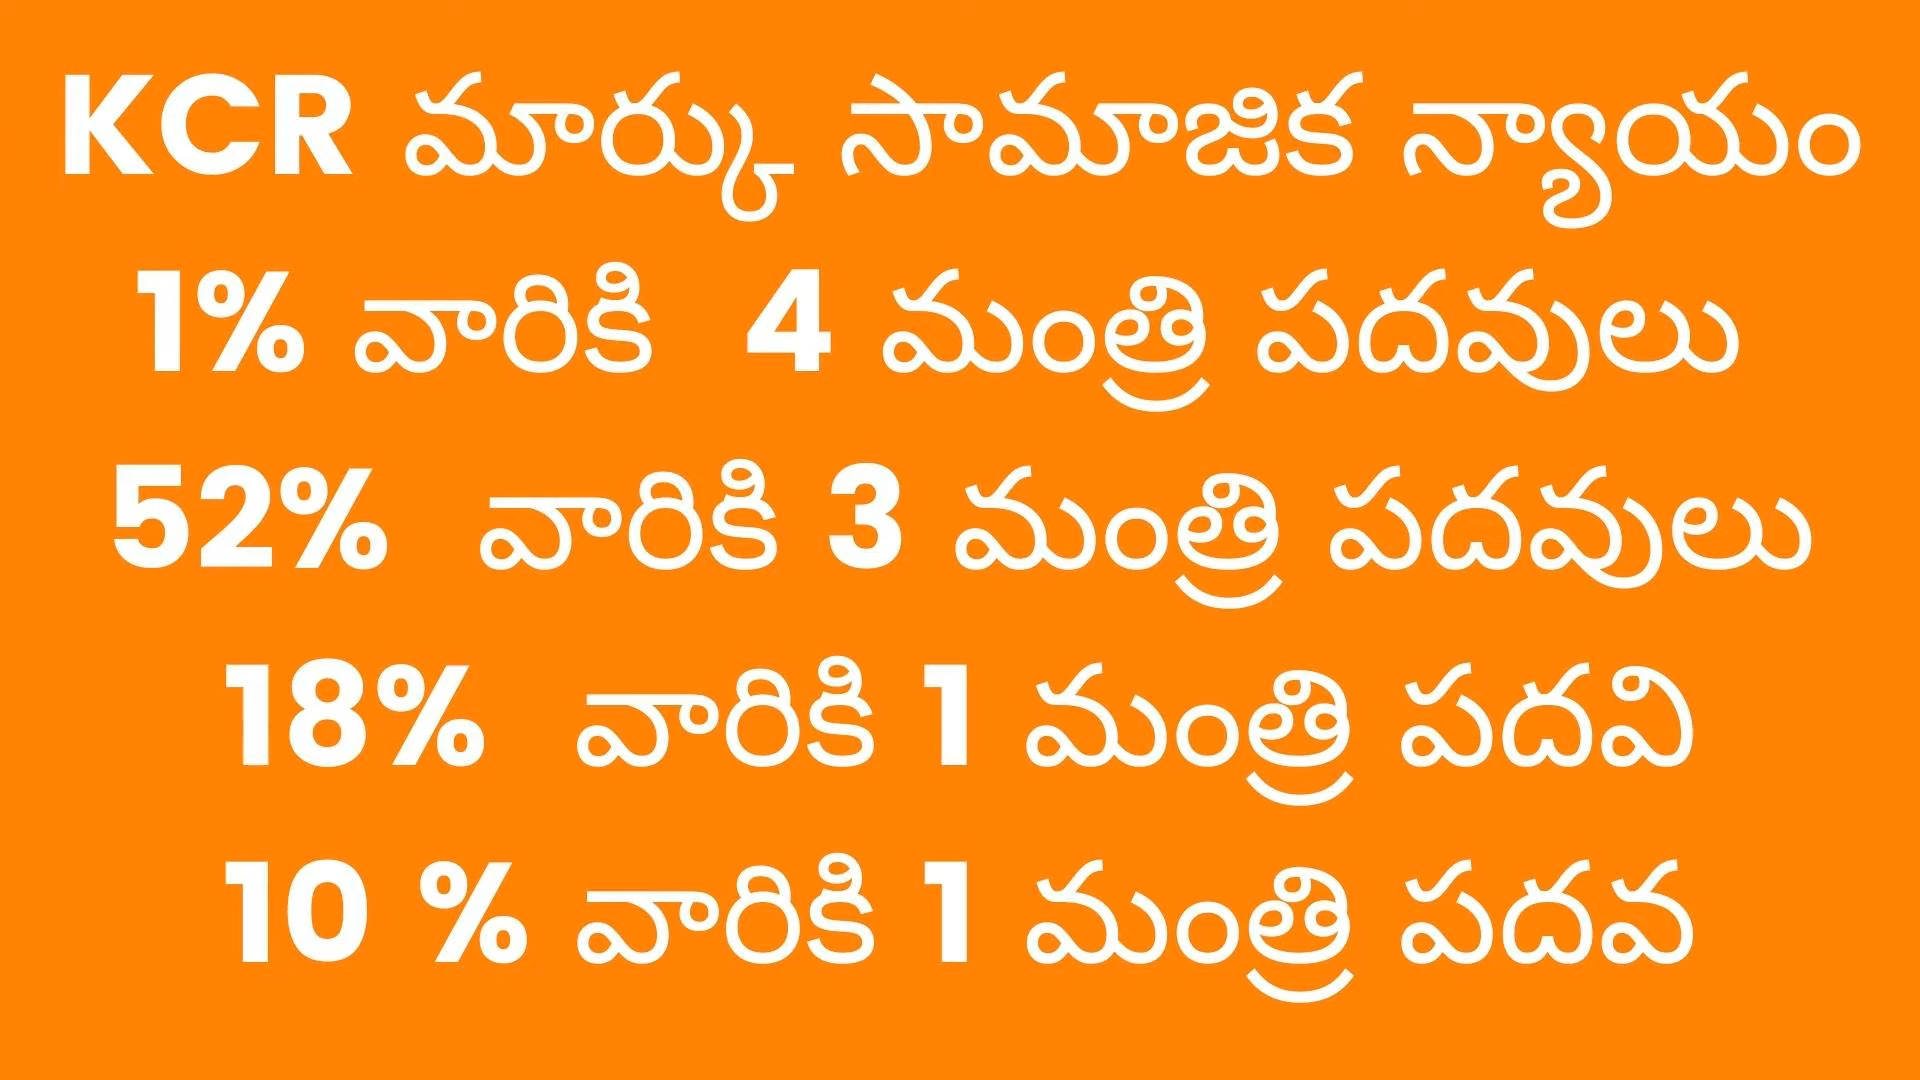 KCR మార్కు సామాజిక న్యాయం
1% వారికి 4 మంత్రి పదవులు
52% వారికి 3 మంత్రి పదవులు
18% వారికి 1 మంత్రి పదవి
10 % వారికి 1 మంత్రి పదవ